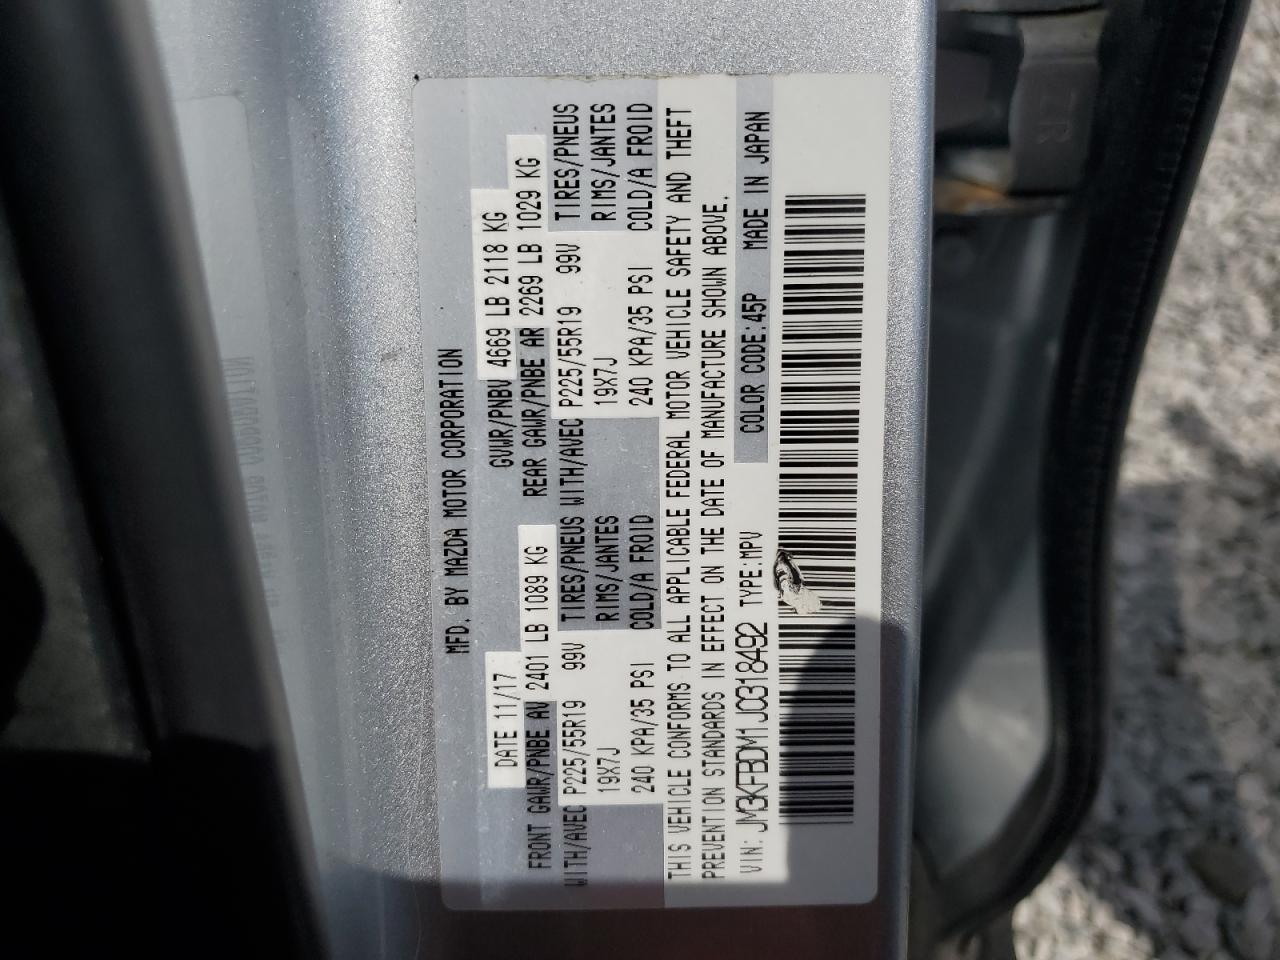 MFD. BY MAZDA MOTOR CORPORATION
DATE 11/17 GVWR/PNBV 4669 LB 2118 KG
FRONT GAWR/PNBE AV 2401 LB 1089 KG REAR GAWR/PNBE AR 2269 LB 1029 KG
WITH/AVEC P225/55R19 99V TIRES/PNEUS WITH/AVEC P225/55R19 99V TIRES/PNEUS
19X7J RIMS/JANTES 19X7J RIMS/JANTES
240 KPA/35 PSI COLD/A FROID 240 KPA/35 PSI COLD/A FROID
THIS VEHICLE CONFORMS TO ALL APPLICABLE FEDERAL MOTOR VEHICLE SAFETY AND THEFT
PREVENTION STANDARDS IN EFFECT ON THE DATE OF MANUFACTURE SHOWN ABOVE.
VIN: JM3KFBDM1J0318492 TYPE:MPV COLOR CODE:45P MADE IN JAPAN